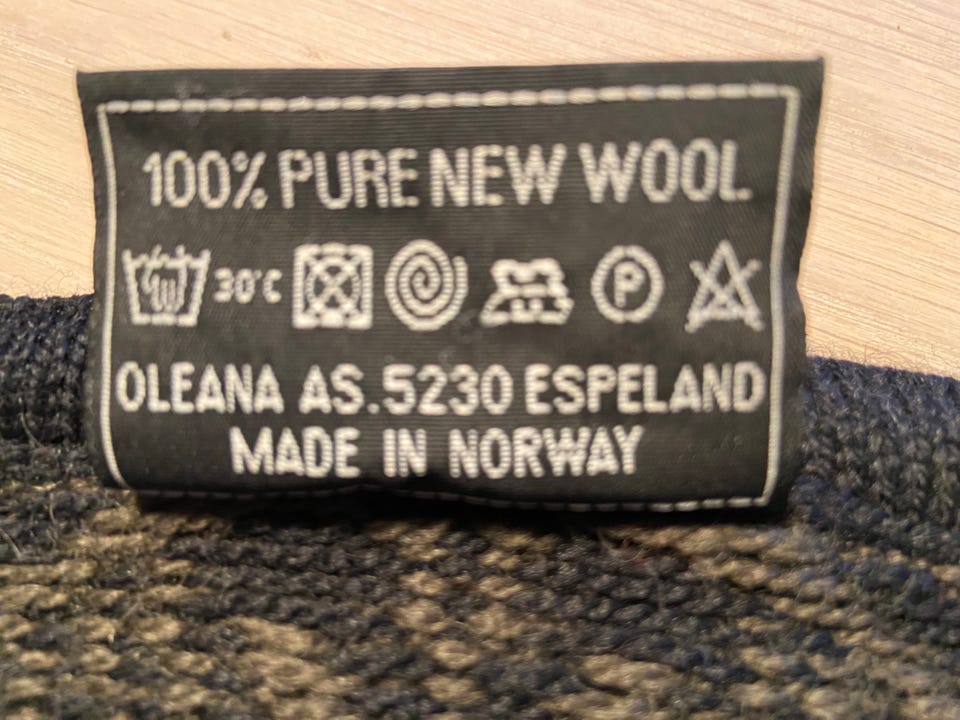 100% PURE NEW WOOL
30°C P
OLEANA AS.5230 ESPELAND
MADE IN NORWAY